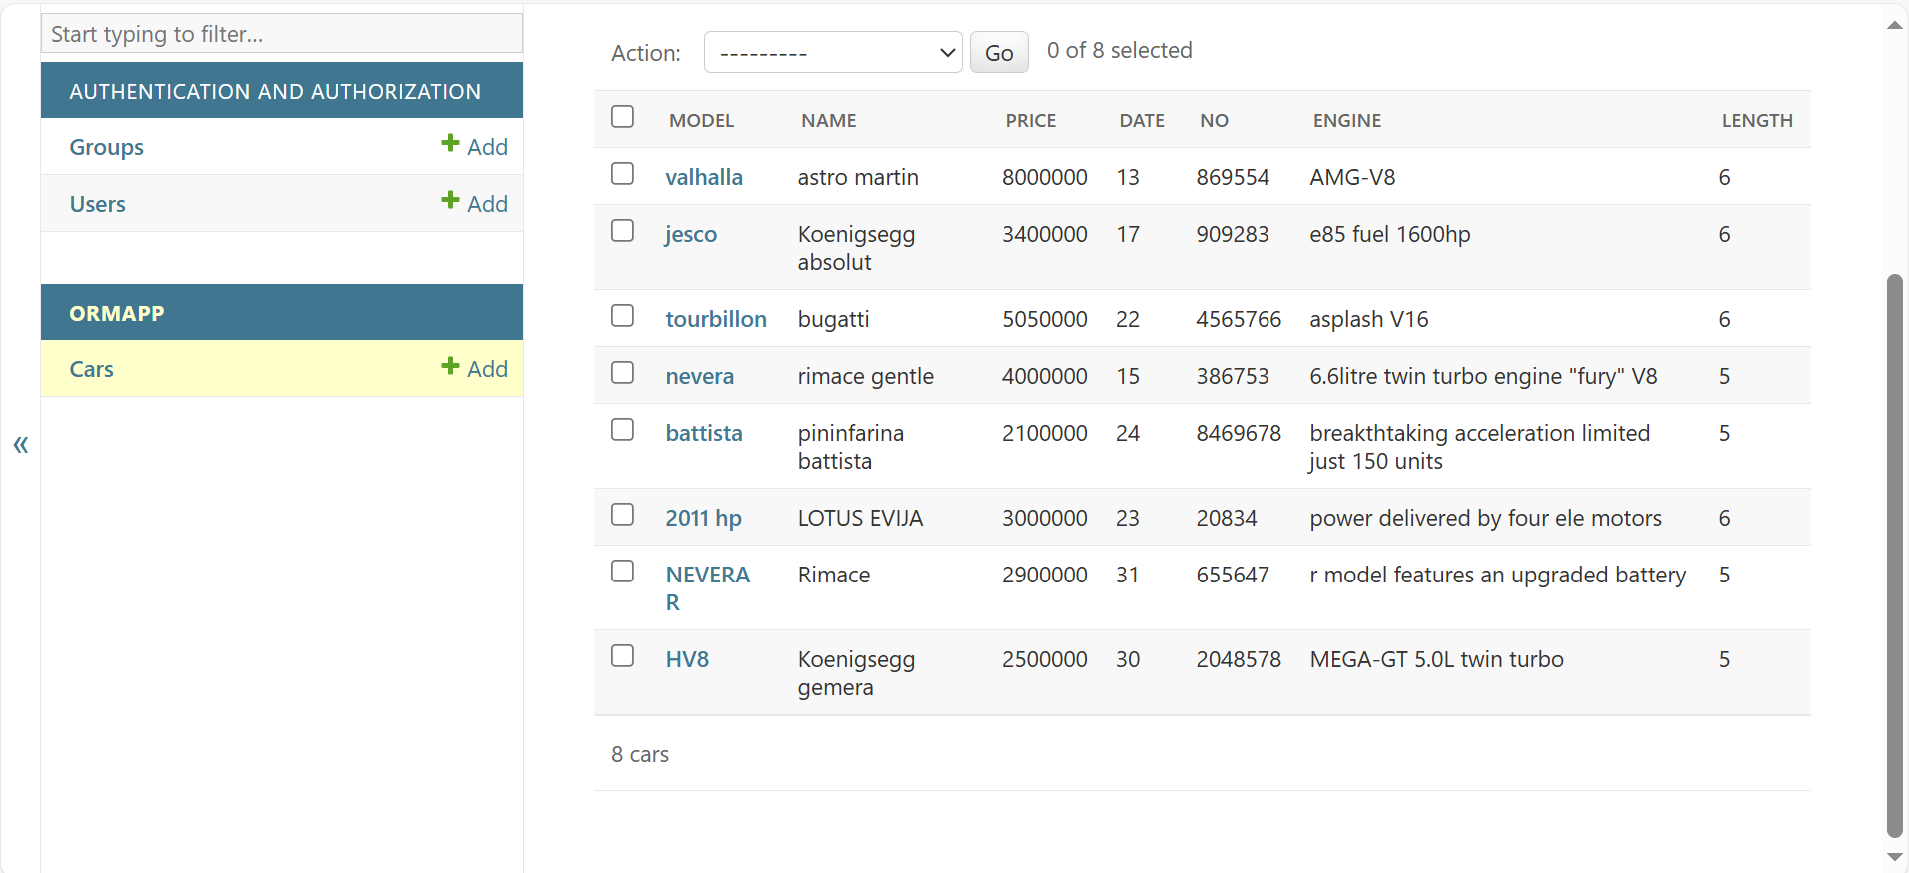 Start typing to filter...
AUTHENTICATION AND AUTHORIZATION
Groups Add
Users Add
ORMAPP
Cars Add
«
Action: --------- Go 0 of 8 selected
MODEL NAME PRICE DATE NO ENGINE LENGTH
valhalla astro martin 8000000 13 869554 AMG-V8 6
jesco Koenigsegg 3400000 17 909283 e85 fuel 1600hp 6
absolut
tourbillon bugatti 5050000 22 4565766 asplash V16 6
nevera rimace gentle 4000000 15 386753 6.6litre twin turbo engine "fury" V8 5
battista pininfarina 2100000 24 8469678 breakthtaking acceleration limited 5
battista just 150 units
2011 hp LOTUS EVIJA 3000000 23 20834 power delivered by four ele motors 6
NEVERA Rimace 2900000 31 655647 r model features an upgraded battery 5
R
HV8 Koenigsegg 2500000 30 2048578 MEGA-GT 5.0L twin turbo 5
gemera
8 cars